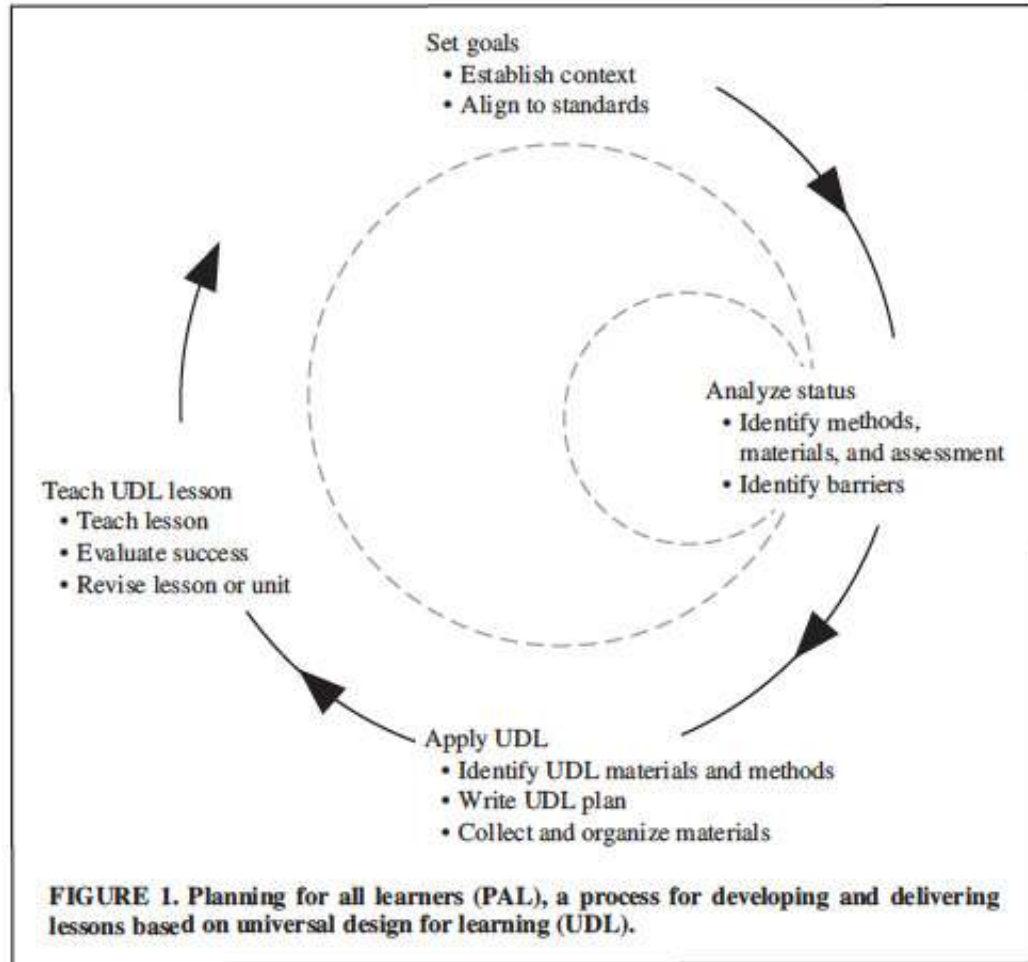 Set goals
• Establish context
• Align to standards
Analyze status
• Identify methods,
materials, and assessment
• Identify barriers
Teach UDL lesson
• Teach lesson
• Evaluate success
• Revise lesson or unit
Apply UDL
• Identify UDL materials and methods
• Write UDL plan
• Collect and organize materials
FIGURE 1. Planning for all learners (PAL), a process for developing and delivering
lessons based on universal design for learning (UDL).